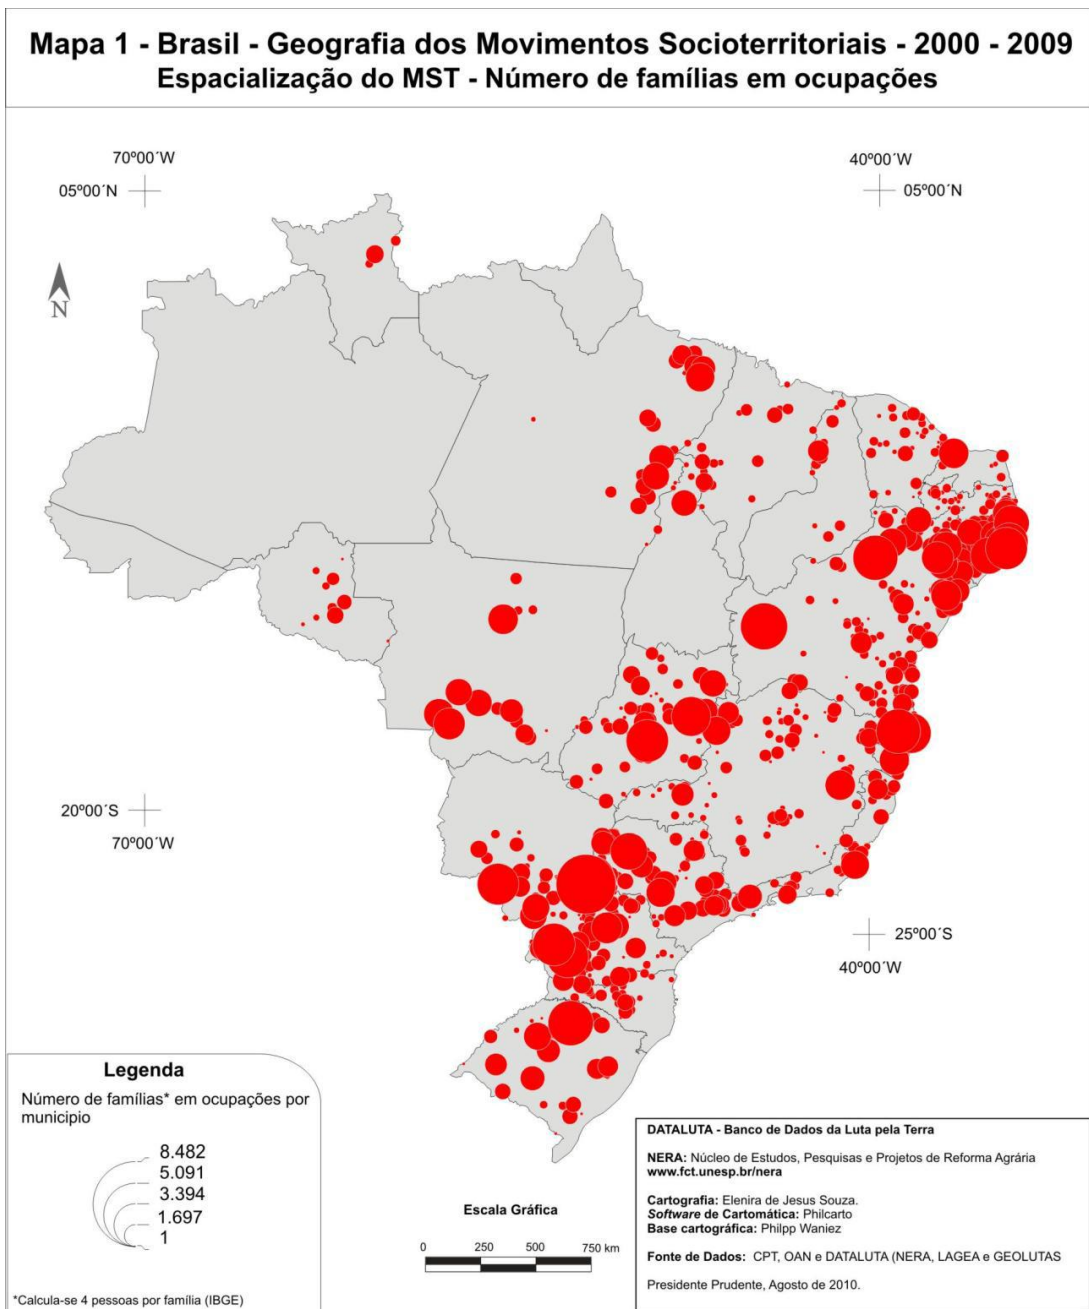 Mapa 1 - Brasil - Geografia dos Movimentos Socioterritoriais - 2000 - 2009
Espacialização do MST - Número de famílias em ocupações
70º00´W
40º00´W
05º00´N
05º00´N
N
20º00´S
70º00´W
25º00´S
40º00´W
Legenda
Número de famílias* em ocupações por
municipio
8.482
5.091
3.394
1.697
1
*Calcula-se 4 pessoas por família (IBGE)
Escala Gráfica
0 250 500 750 km
DATALUTA - Banco de Dados da Luta pela Terra
NERA: Núcleo de Estudos, Pesquisas e Projetos de Reforma Agrária
www.fct.unesp.br/nera
Cartografia: Elenira de Jesus Souza.
Software de Cartomática: Philcarto
Base cartográfica: Philpp Waniez
Fonte de Dados: CPT, OAN e DATALUTA (NERA, LAGEA e GEOLUTAS
Presidente Prudente, Agosto de 2010.